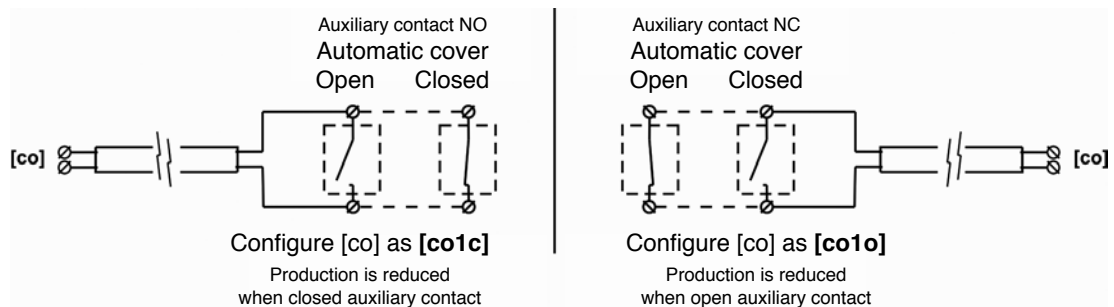 Auxiliary contact NO
Automatic cover
Open Closed
[co]
Configure [co] as [co1c]
Production is reduced
when closed auxiliary contact
Auxiliary contact NC
Automatic cover
Open Closed
[co]
Configure [co] as [co1o]
Production is reduced
when open auxiliary contact